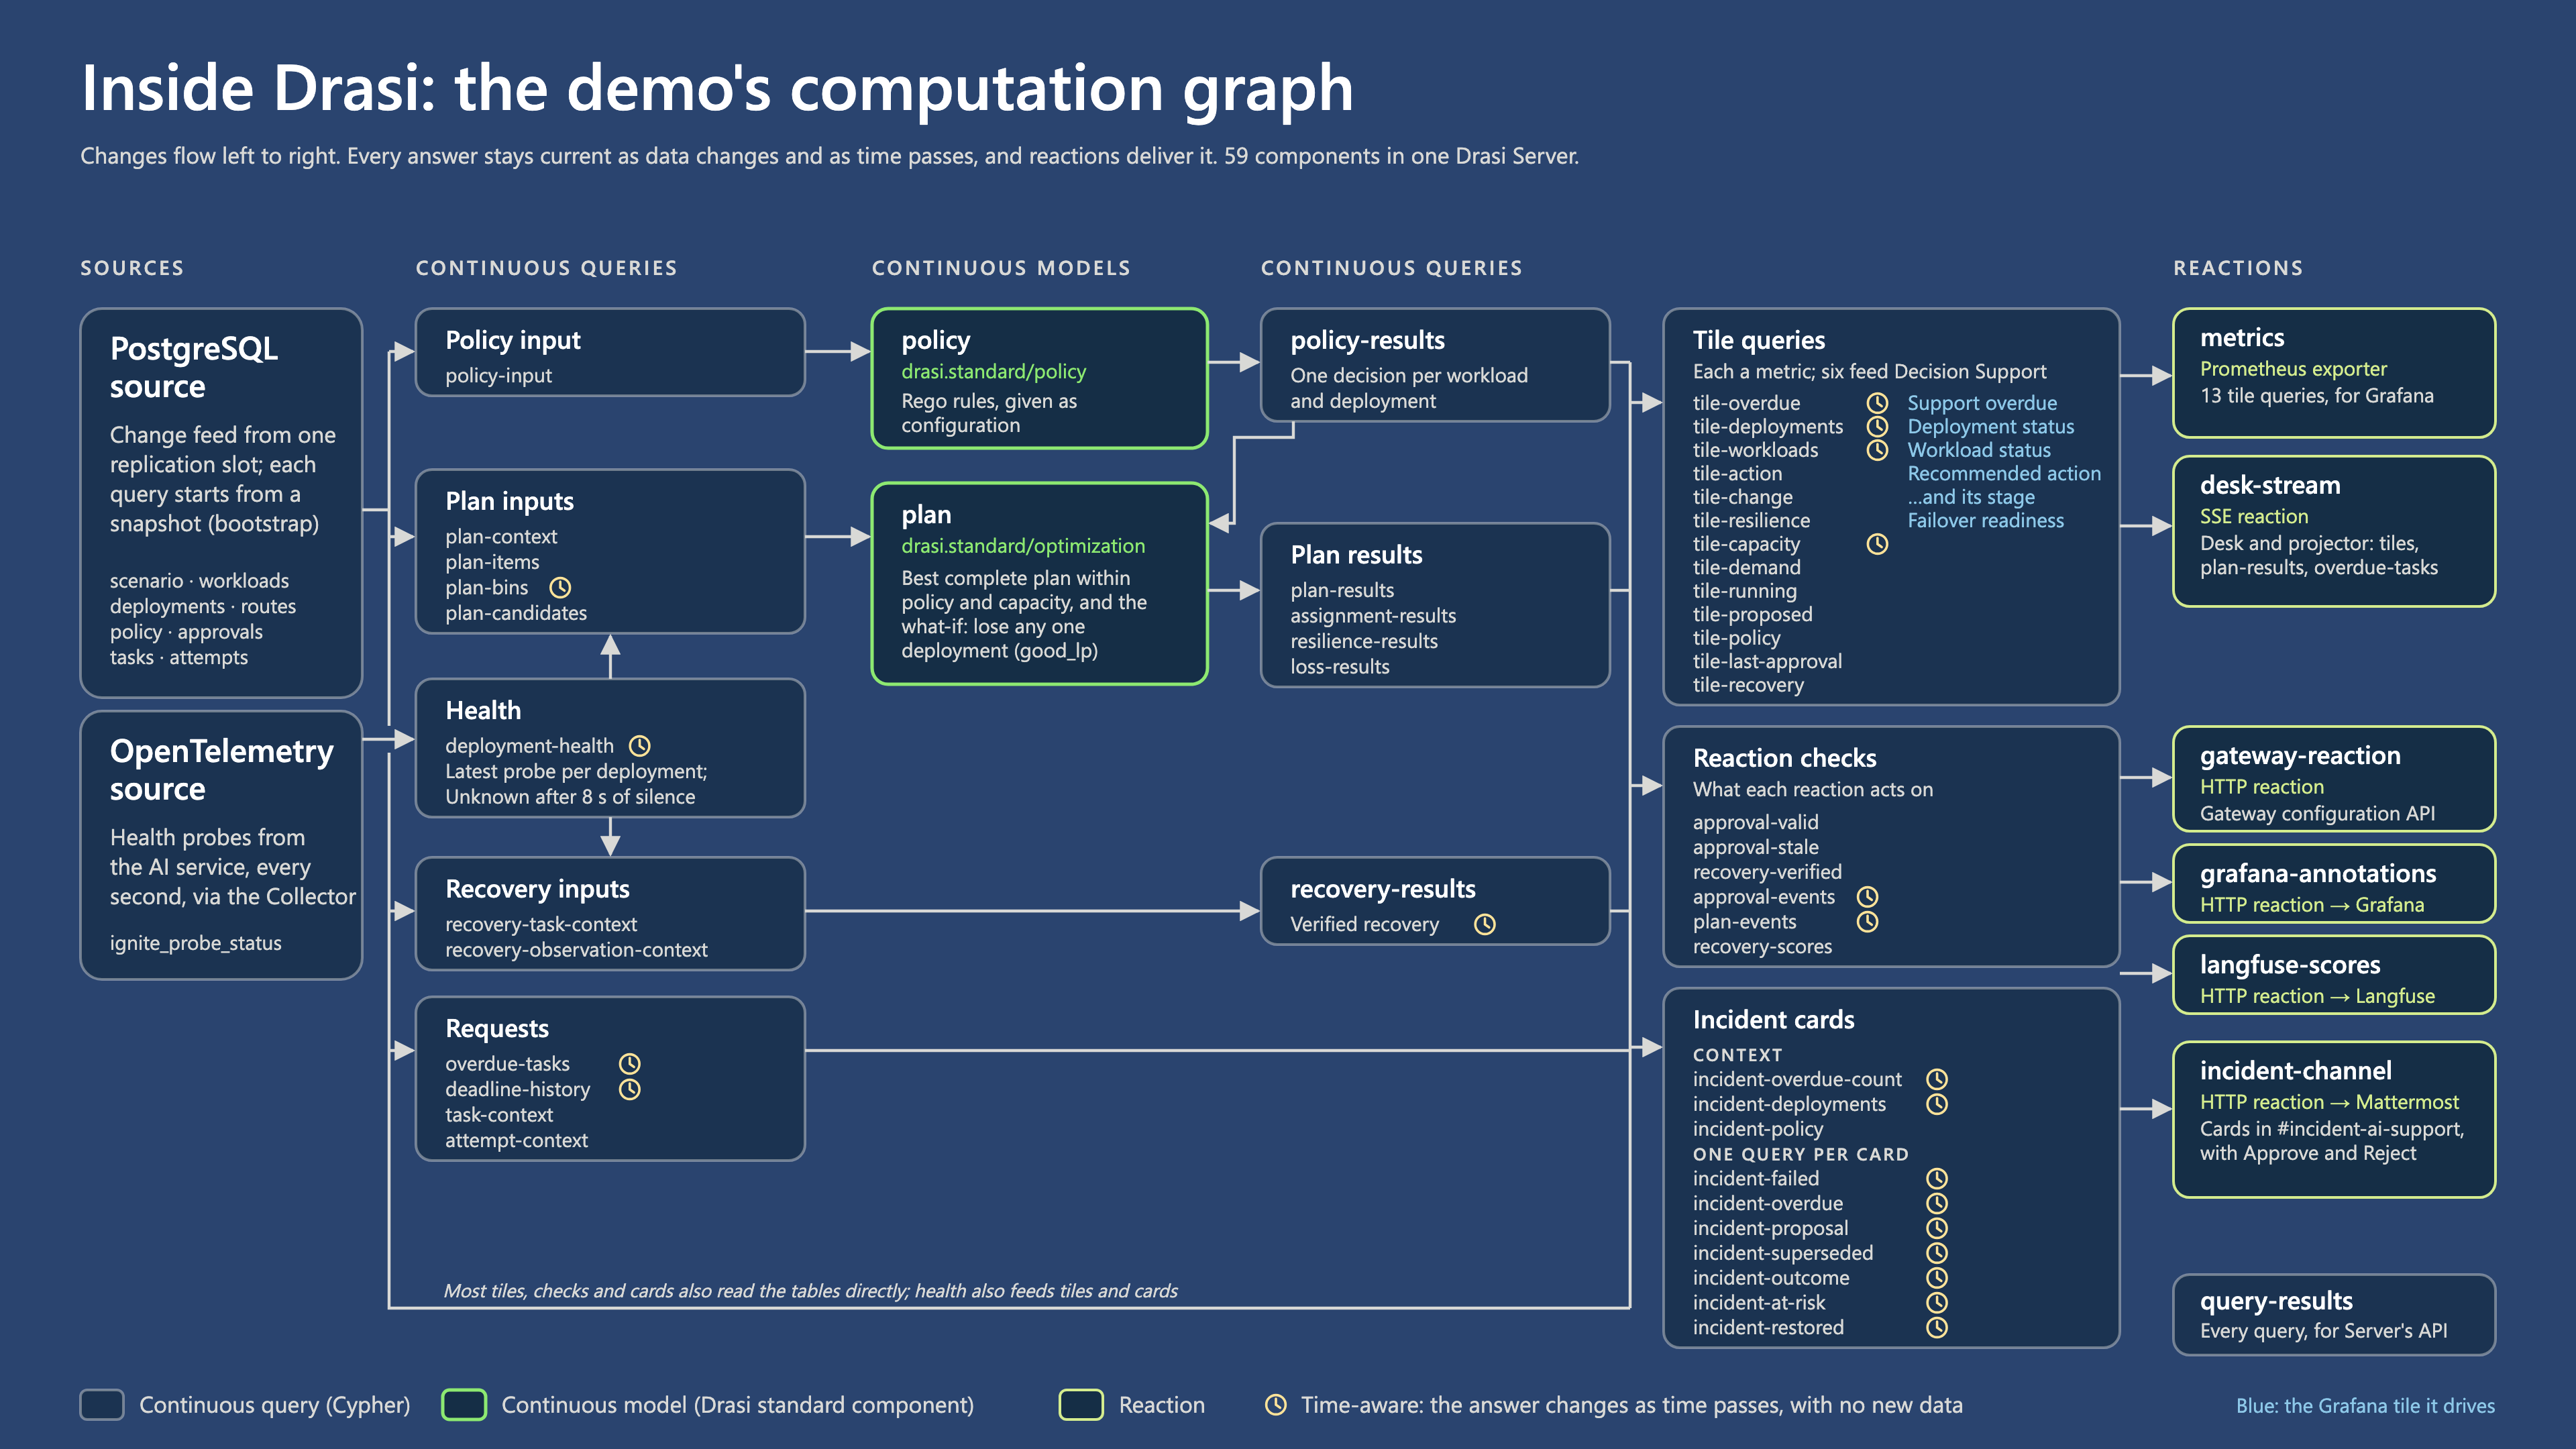 Inside Drasi: the demo's computation graph
Changes flow left to right. Every answer stays current as data changes and as time passes, and reactions deliver it. 59 components in one Drasi Server.
SOURCES
PostgreSQL
source
Change feed from one
replication slot; each
query starts from a
snapshot (bootstrap)
scenario · workloads
deployments · routes
policy · approvals
tasks · attempts
OpenTelemetry
source
Health probes from
the AI service, every
second, via the Collector
ignite_probe_status
CONTINUOUS QUERIES
Policy input
policy-input
Plan inputs
plan-context
plan-items
plan-bins
plan-candidates
Health
deployment-health
Latest probe per deployment;
Unknown after 8 s of silence
Recovery inputs
recovery-task-context
recovery-observation-context
Requests
overdue-tasks
deadline-history
task-context
attempt-context
Most tiles, checks and cards also read the tables directly; health also feeds tiles and cards
CONTINUOUS MODELS
policy
drasi.standard/policy
Rego rules, given as
configuration
plan
drasi.standard/optimization
Best complete plan within
policy and capacity, and the
what-if: lose any one
deployment (good_lp)
CONTINUOUS QUERIES
policy-results
One decision per workload
and deployment
Plan results
plan-results
assignment-results
resilience-results
loss-results
recovery-results
Verified recovery
Tile queries
Each a metric; six feed Decision Support
tile-overdue Support overdue
tile-deployments Deployment status
tile-workloads Workload status
tile-action Recommended action
tile-change ...and its stage
tile-resilience Failover readiness
tile-capacity
tile-demand
tile-running
tile-proposed
tile-policy
tile-last-approval
tile-recovery
Reaction checks
What each reaction acts on
approval-valid
approval-stale
recovery-verified
approval-events
plan-events
recovery-scores
Incident cards
CONTEXT
incident-overdue-count
incident-deployments
incident-policy
ONE QUERY PER CARD
incident-failed
incident-overdue
incident-proposal
incident-superseded
incident-outcome
incident-at-risk
incident-restored
REACTIONS
metrics
Prometheus exporter
13 tile queries, for Grafana
desk-stream
SSE reaction
Desk and projector: tiles,
plan-results, overdue-tasks
gateway-reaction
HTTP reaction
Gateway configuration API
grafana-annotations
HTTP reaction → Grafana
langfuse-scores
HTTP reaction → Langfuse
incident-channel
HTTP reaction → Mattermost
Cards in #incident-ai-support,
with Approve and Reject
query-results
Every query, for Server's API
Continuous query (Cypher)
Continuous model (Drasi standard component)
Reaction
Time-aware: the answer changes as time passes, with no new data
Blue: the Grafana tile it drives